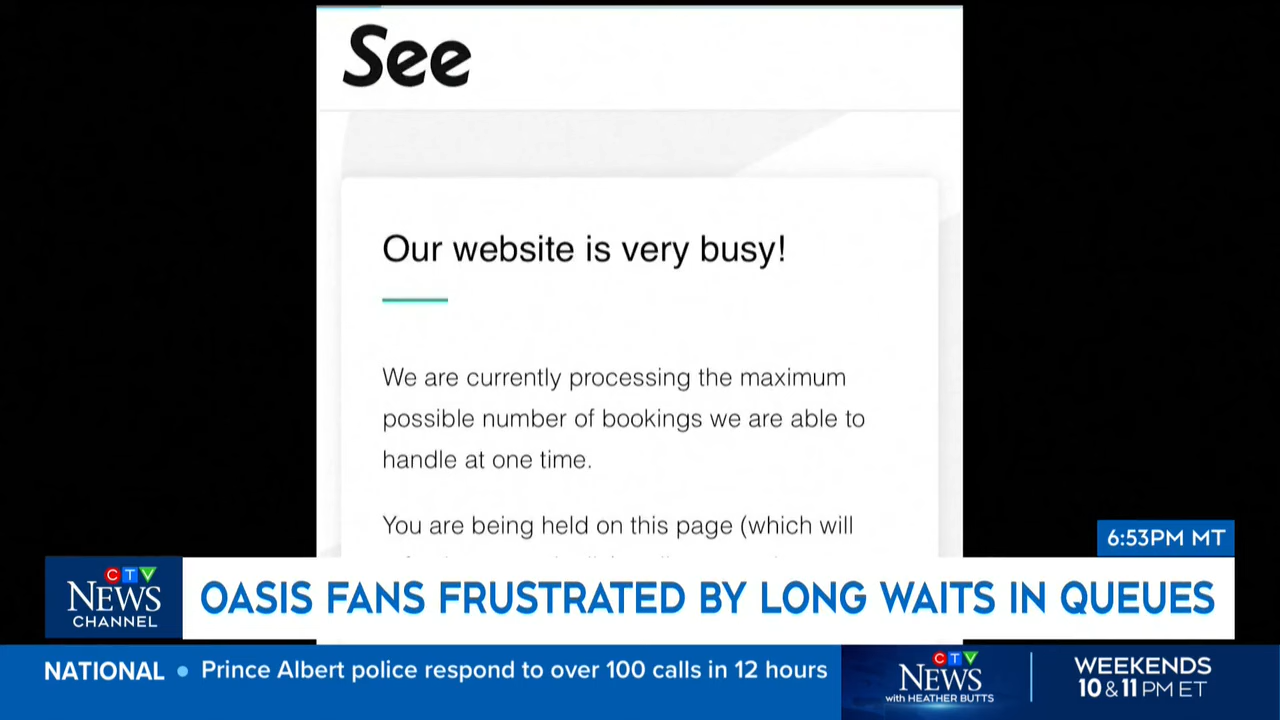 See
Our website is very busy!
We are currently processing the maximum
possible number of bookings we are able to
handle at one time.
You are being held on this page (which will
6:53PM MT
CTV
NEWS
CHANNEL
OASIS FANS FRUSTRATED BY LONG WAITS IN QUEUES
NATIONAL • Prince Albert police respond to over 100 calls in 12 hours
CTV
NEWS
with HEATHER BUTTS
WEEKENDS
10 & 11 PM ET